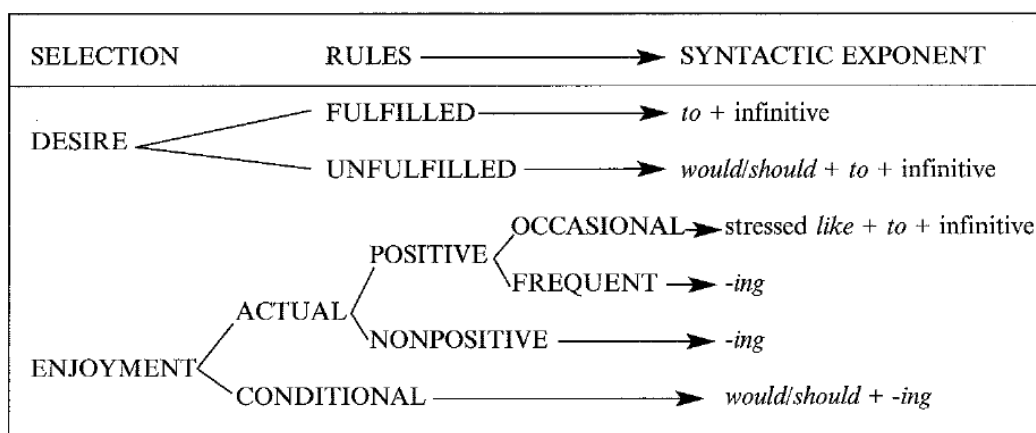 SELECTION RULES SYNTACTIC EXPONENT
FULFILLED to + infinitive
DESIRE
UNFULFILLED would/should + to + infinitive
OCCASIONAL stressed like + to + infinitive
POSITIVE
FREQUENT -ing
ACTUAL
NONPOSITIVE -ing
ENJOYMENT
CONDITIONAL would/should + -ing